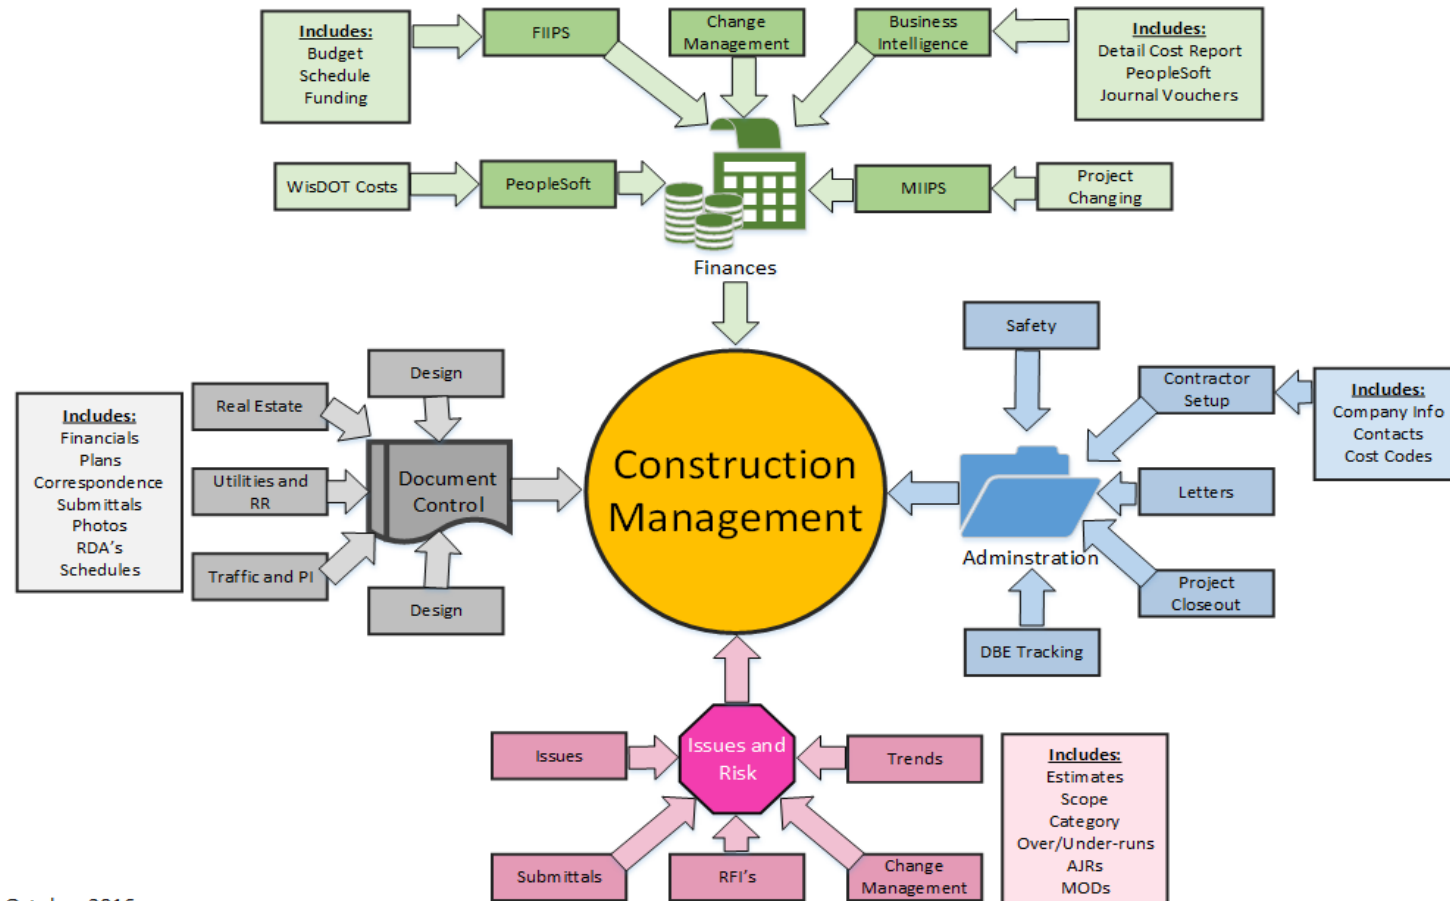 Includes:
Budget
Schedule
Funding
FIIPS
Change
Management
Business
Intelligence
Includes:
Detail Cost Report
PeopleSoft
Journal Vouchers
WisDOT Costs
PeopleSoft
MIIPS
Project
Changing
Finances
Safety
Design
Real Estate
Contractor
Setup
Includes:
Company Info
Contacts
Cost Codes
Includes:
Financials
Plans
Correspondence
Submittals
Photos
RDA's
Schedules
Utilities and
RR
Document
Control
Construction
Management
Letters
Adminstration
Traffic and PI
Design
Project
Closeout
DBE Tracking
Issues
Issues and
Risk
Trends
Includes:
Estimates
Scope
Category
Over/Under-runs
AJRs
MODs
Submittals
RFI's
Change
Management